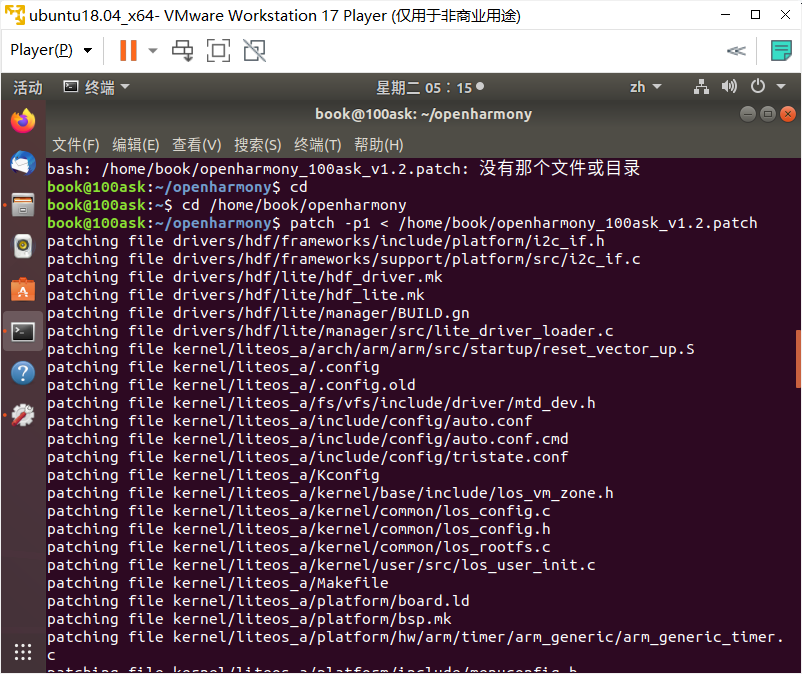 ubuntu18.04_x64- VMware Workstation 17 Player (仅用于非商业用途)
Player(P)
活动 终端 星期二 05：15 zh
book@100ask: ~/openharmony
文件(F) 编辑(E) 查看(V) 搜索(S) 终端(T) 帮助(H)
bash: /home/book/openharmony_100ask_v1.2.patch: 没有那个文件或目录
book@100ask:~/openharmony$ cd
book@100ask:~$ cd /home/book/openharmony
book@100ask:~/openharmony$ patch -p1 < /home/book/openharmony_100ask_v1.2.patch
patching file drivers/hdf/frameworks/include/platform/i2c_if.h
patching file drivers/hdf/frameworks/support/platform/src/i2c_if.c
patching file drivers/hdf/lite/hdf_driver.mk
patching file drivers/hdf/lite/hdf_lite.mk
patching file drivers/hdf/lite/manager/BUILD.gn
patching file drivers/hdf/lite/manager/src/lite_driver_loader.c
patching file kernel/liteos_a/arch/arm/arm/src/startup/reset_vector_up.S
patching file kernel/liteos_a/.config
patching file kernel/liteos_a/.config.old
patching file kernel/liteos_a/fs/vfs/include/driver/mtd_dev.h
patching file kernel/liteos_a/include/config/auto.conf
patching file kernel/liteos_a/include/config/auto.conf.cmd
patching file kernel/liteos_a/include/config/tristate.conf
patching file kernel/liteos_a/Kconfig
patching file kernel/liteos_a/kernel/base/include/los_vm_zone.h
patching file kernel/liteos_a/kernel/common/los_config.c
patching file kernel/liteos_a/kernel/common/los_config.h
patching file kernel/liteos_a/kernel/common/los_rootfs.c
patching file kernel/liteos_a/kernel/user/src/los_user_init.c
patching file kernel/liteos_a/Makefile
patching file kernel/liteos_a/platform/board.ld
patching file kernel/liteos_a/platform/bsp.mk
patching file kernel/liteos_a/platform/hw/arm/timer/arm_generic/arm_generic_timer.
c
patching file kernel/liteos_a/platform/include/menuconfig.h